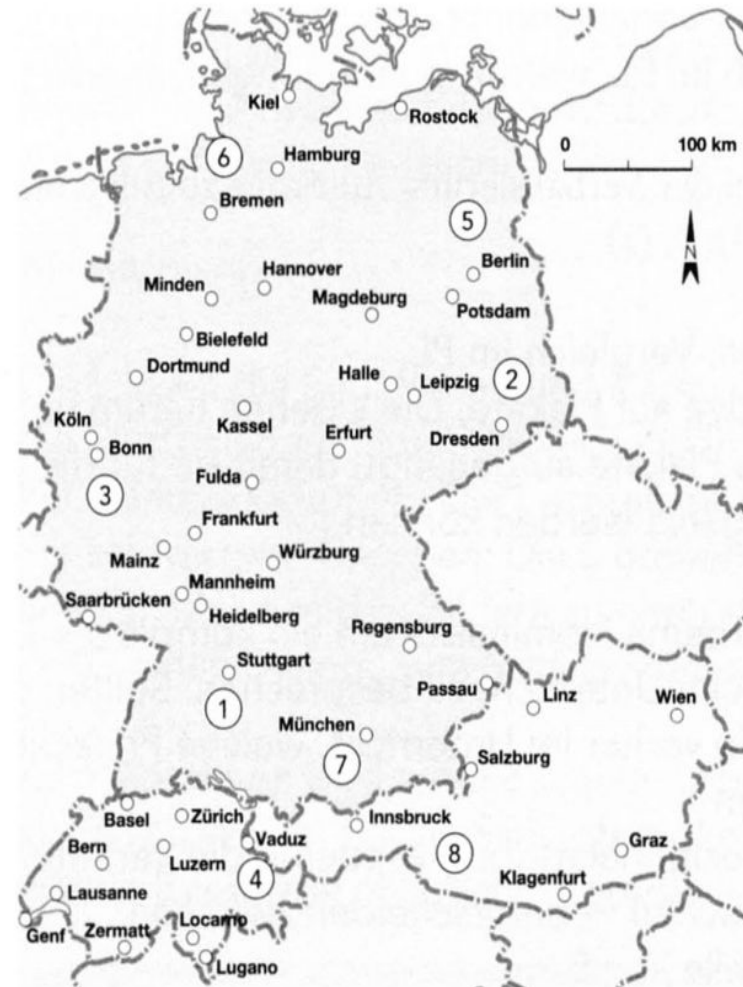 Kiel
Rostock
0 100 km
6
Hamburg
Bremen
5
N
Hannover
Berlin
Minden
Magdeburg
Potsdam
Bielefeld
Dortmund
Halle
2
Leipzig
Köln
Kassel
Erfurt
Dresden
Bonn
Fulda
3
Frankfurt
Mainz
Würzburg
Mannheim
Saarbrücken
Heidelberg
Regensburg
Stuttgart
Passau
Linz
Wien
1
München
7
Salzburg
Basel
Zürich
Innsbruck
Vaduz
Bern
Luzern
8
Graz
4
Lausanne
Klagenfurt
Genf
Zermatt
Locarno
Lugano